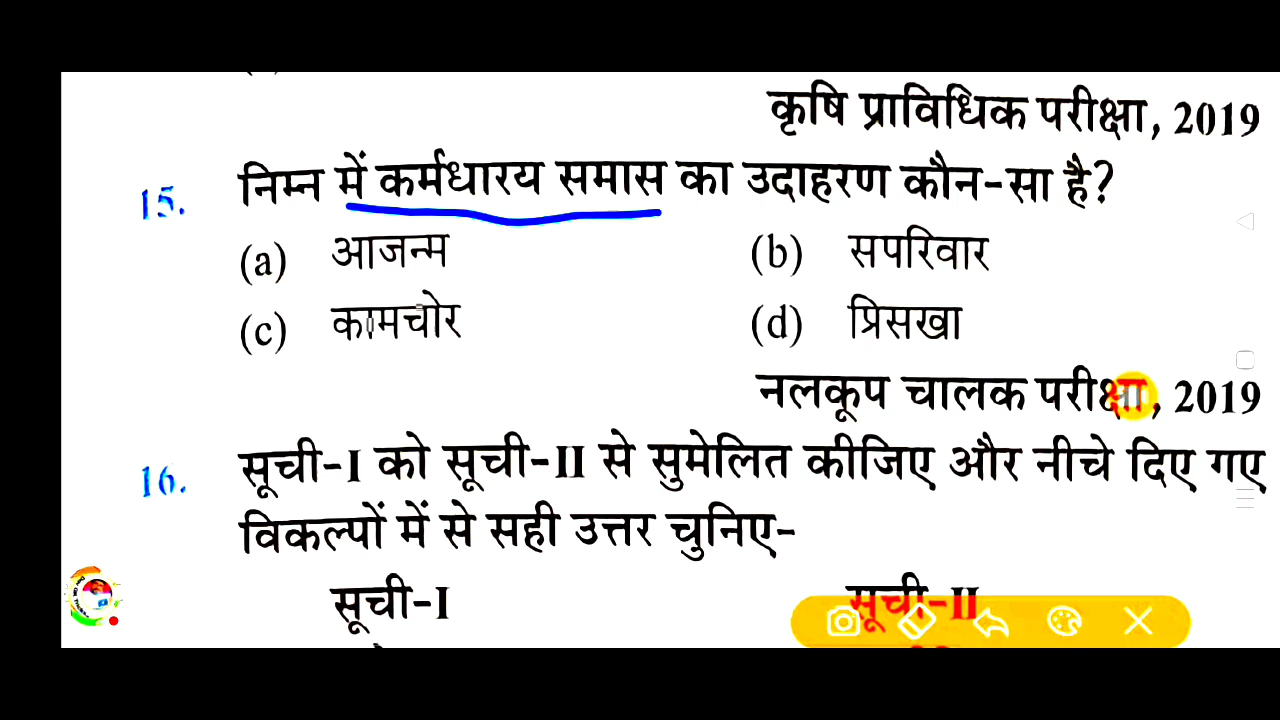 कृषि प्राविधिक परीक्षा, 2019
15. निम्न में कर्मधारय समास का उदाहरण कौन-सा है?
(a) आजन्म (b) सपरिवार
(c) कामचोर (d) प्रिसखा
नलकूप चालक परीक्षा, 2019
16. सूची-I को सूची-II से सुमेलित कीजिए और नीचे दिए गए
विकल्पों में से सही उत्तर चुनिए-
सूची-I सूची-II